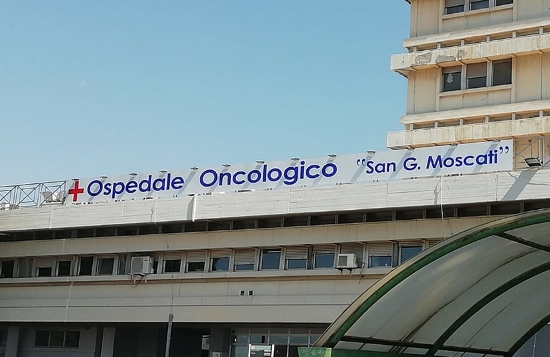 Ospedale Oncologico "San G. Moscati"